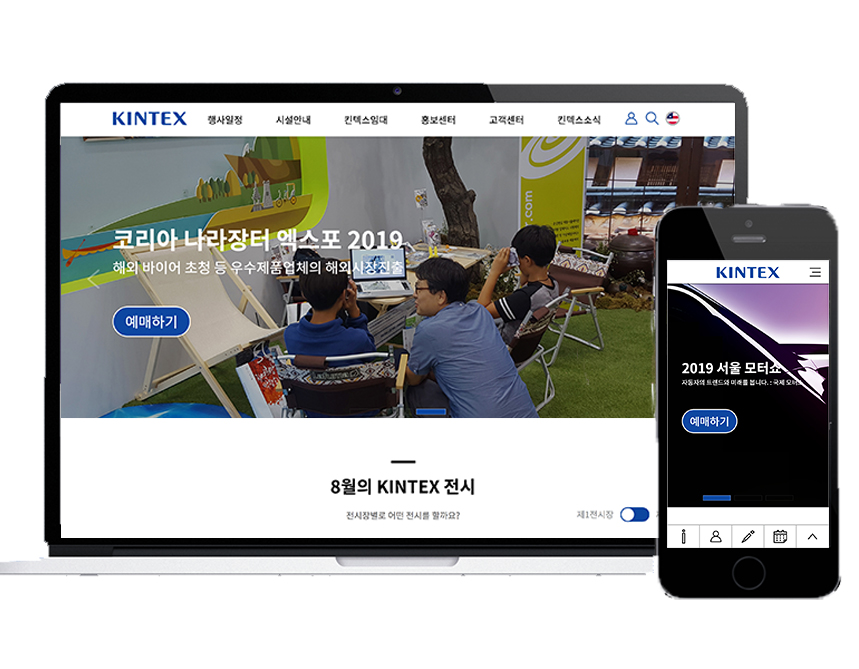 KINTEX 행사일정 시설안내 킨텍스임대 홍보센터 고객센터 킨텍스소식
코리아 나라장터 엑스포 2019
해외 바이어 초청 등 우수제품업체의 해외시장진출
예매하기
.com
8월의 KINTEX 전시
전시장별로 어떤 전시를 할까요?
제1전시장
KINTEX
2019 서울 모터쇼
자동차의 트렌드와 미래를 봅니다. : 국제 모터쇼
예매하기